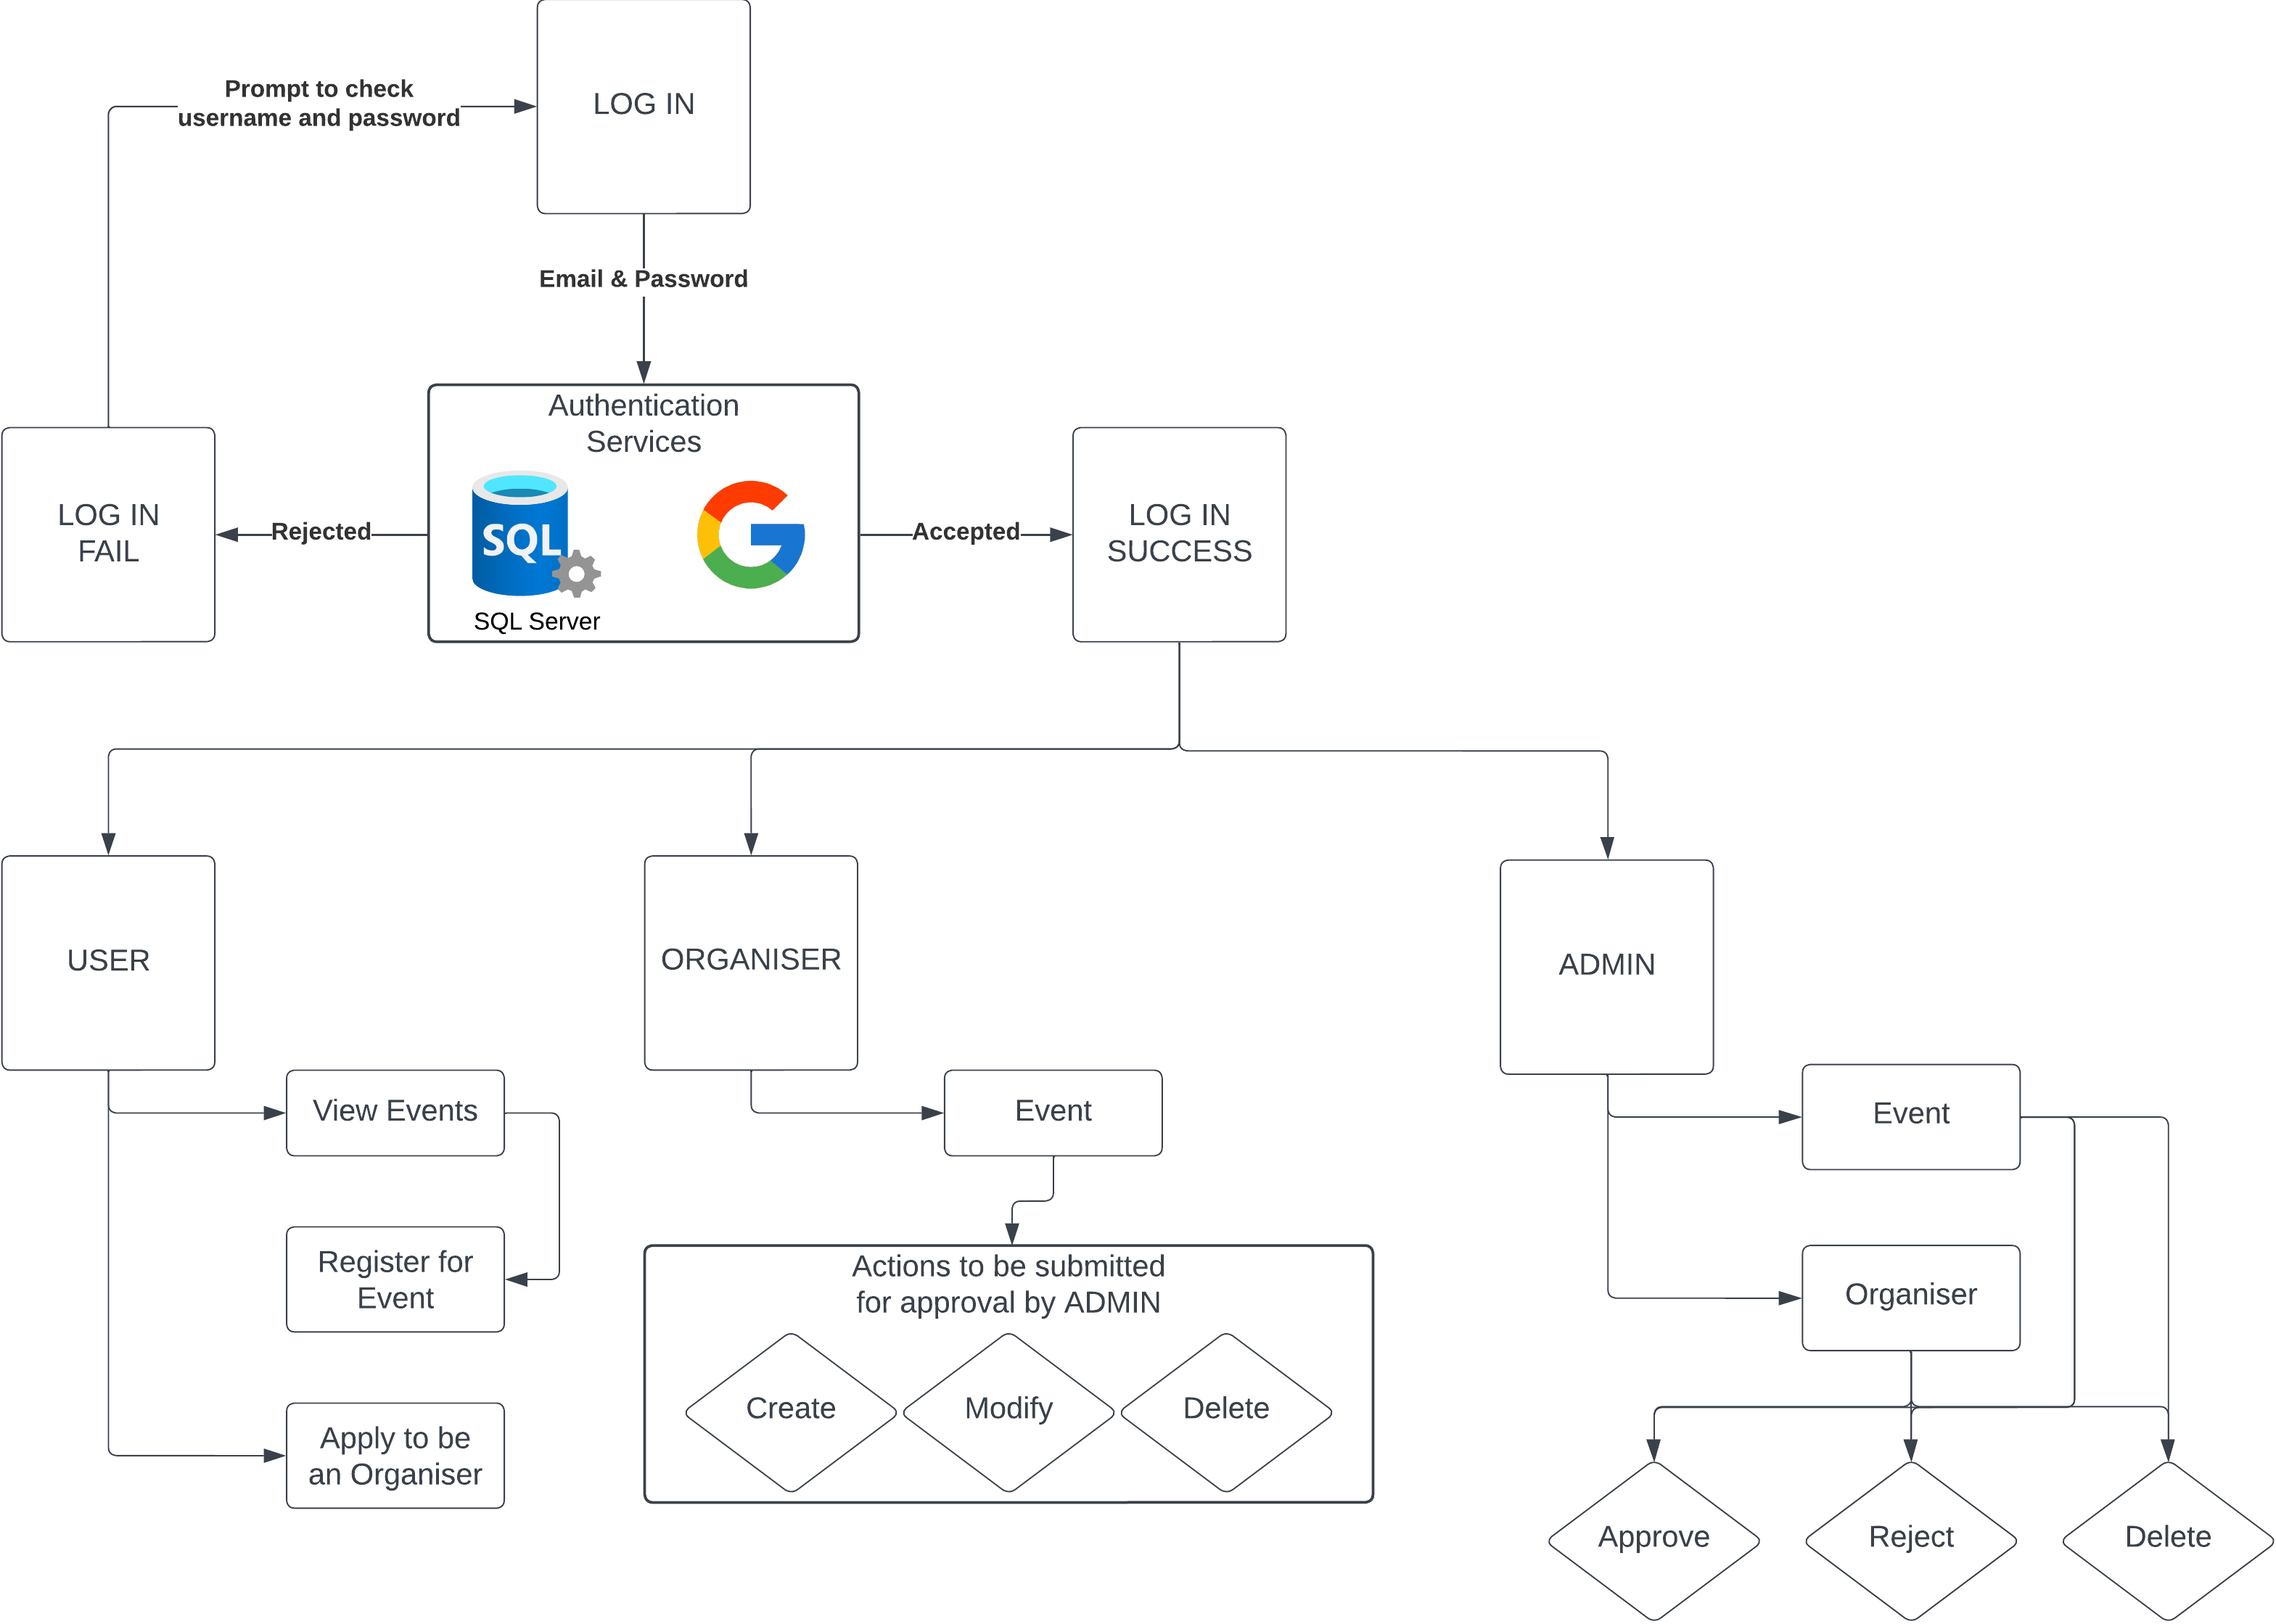 LOG IN
Prompt to check
username and password
Email & Password
Authentication
Services
SQL
SQL Server
Rejected
Accepted
LOG IN
FAIL
LOG IN
SUCCESS
USER
ORGANISER
ADMIN
View Events
Register for
Event
Apply to be
an Organiser
Event
Actions to be submitted
for approval by ADMIN
Create
Modify
Delete
Event
Organiser
Approve
Reject
Delete